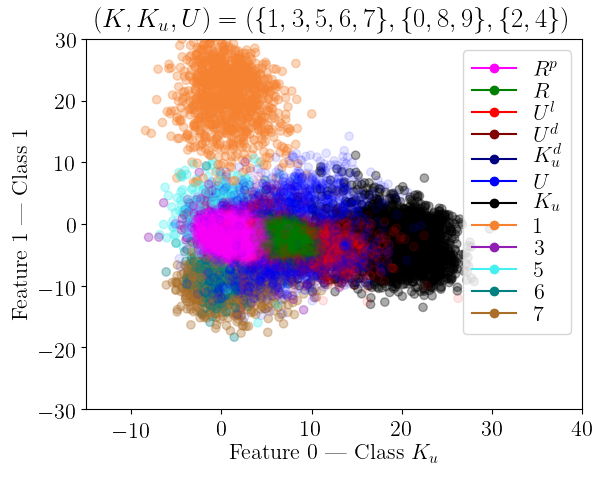 (K, K_u, U) = ({1, 3, 5, 6, 7}, {0, 8, 9}, {2, 4})
30
20
10
0
−10
−20
−30
−10
0
10
20
30
40
Feature 1 — Class 1
Feature 0 — Class K_u
R^p
R
U^l
U^d
K_u^d
U
K_u
1
3
5
6
7